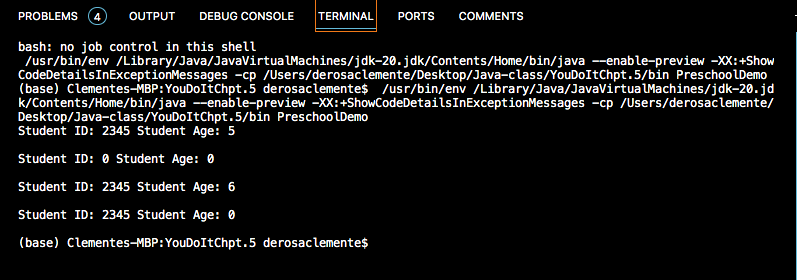 PROBLEMS 4 OUTPUT DEBUG CONSOLE TERMINAL PORTS COMMENTS
bash: no job control in this shell
/usr/bin/env /Library/Java/JavaVirtualMachines/jdk-20.jdk/Contents/Home/bin/java --enable-preview -XX:+Show
CodeDetailsInExceptionMessages -cp /Users/derosaclemente/Desktop/Java-class/YouDoItChpt.5/bin PreschoolDemo
(base) Clementes-MBP:YouDoItChpt.5 derosaclemente$  /usr/bin/env /Library/Java/JavaVirtualMachines/jdk-20.jd
k/Contents/Home/bin/java --enable-preview -XX:+ShowCodeDetailsInExceptionMessages -cp /Users/derosaclemente/
Desktop/Java-class/YouDoItChpt.5/bin PreschoolDemo
Student ID: 2345 Student Age: 5
Student ID: 0 Student Age: 0
Student ID: 2345 Student Age: 6
Student ID: 2345 Student Age: 0
(base) Clementes-MBP:YouDoItChpt.5 derosaclemente$